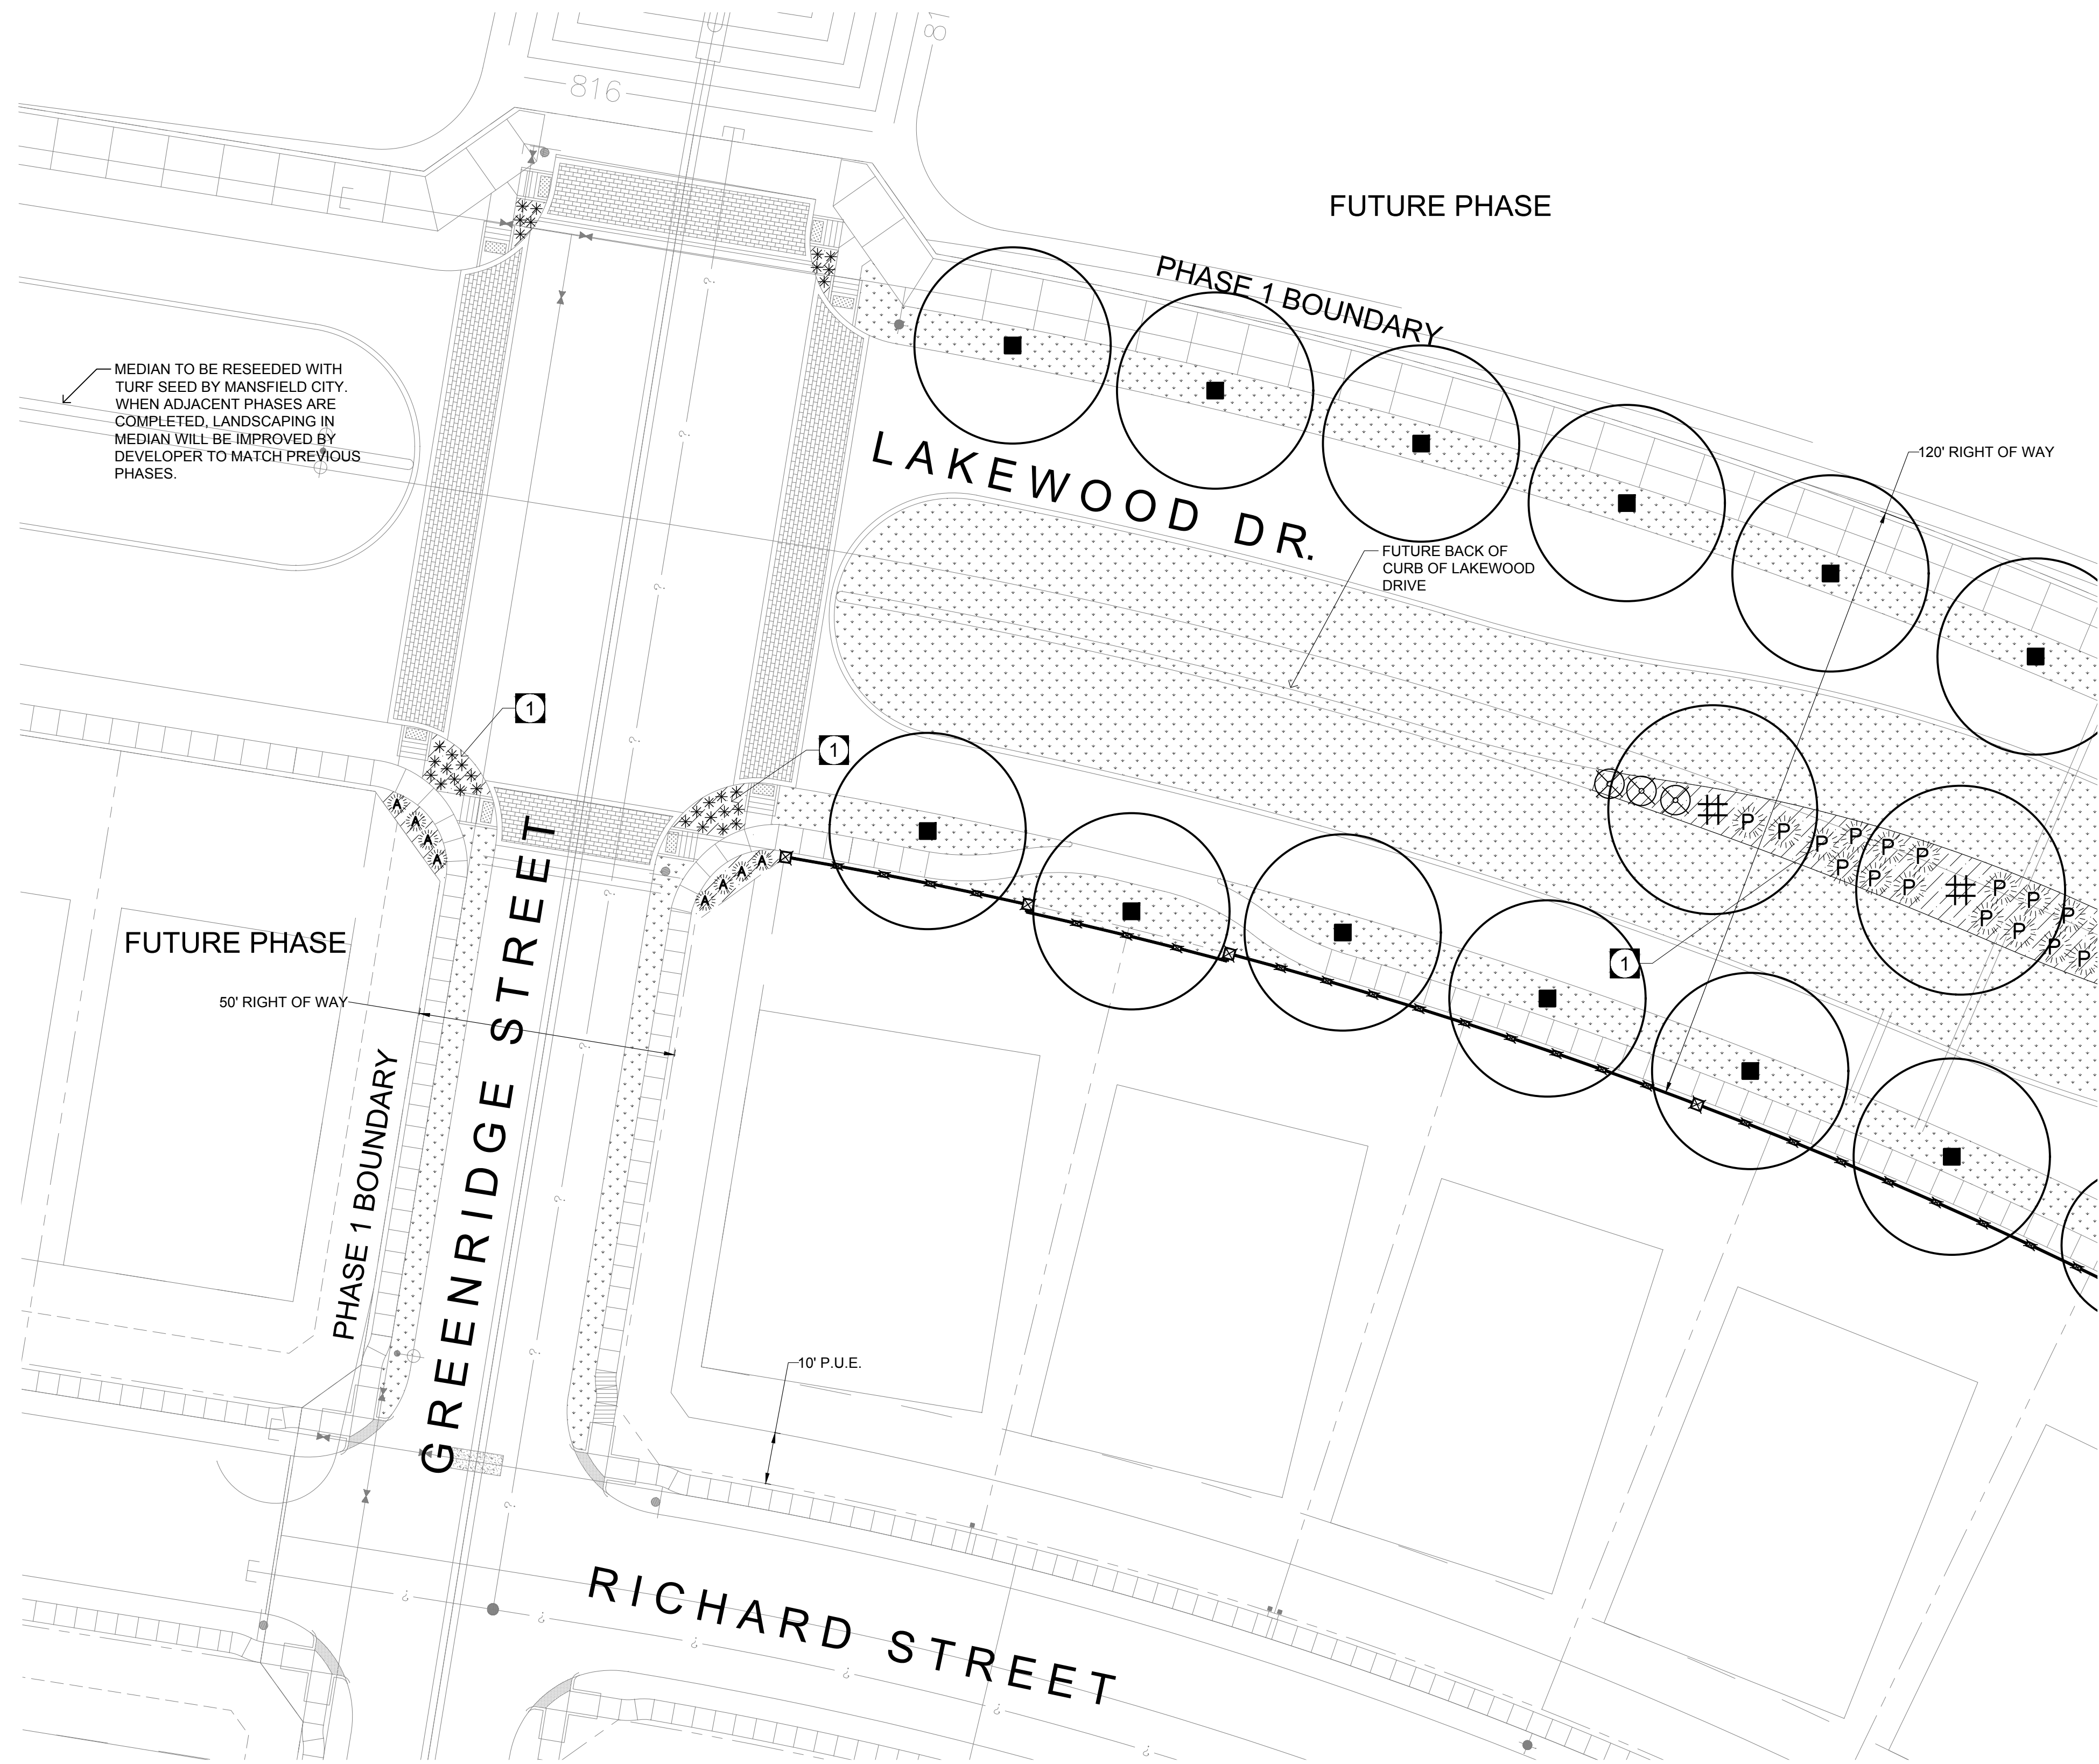 816
FUTURE PHASE
PHASE 1 BOUNDARY
MEDIAN TO BE RESEEDED WITH
TURF SEED BY MANSFIELD CITY.
WHEN ADJACENT PHASES ARE
COMPLETED, LANDSCAPING IN
MEDIAN WILL BE IMPROVED BY
DEVELOPER TO MATCH PREVIOUS
PHASES.
LAKEWOOD DR.
120' RIGHT OF WAY
FUTURE BACK OF
CURB OF LAKEWOOD
DRIVE
1
1
P P P P P P P P P
P P P P P P P
A A A A
A A A A
1
FUTURE PHASE
50' RIGHT OF WAY
PHASE 1 BOUNDARY
GREENRIDGE STREET
10' P.U.E.
RICHARD STREET